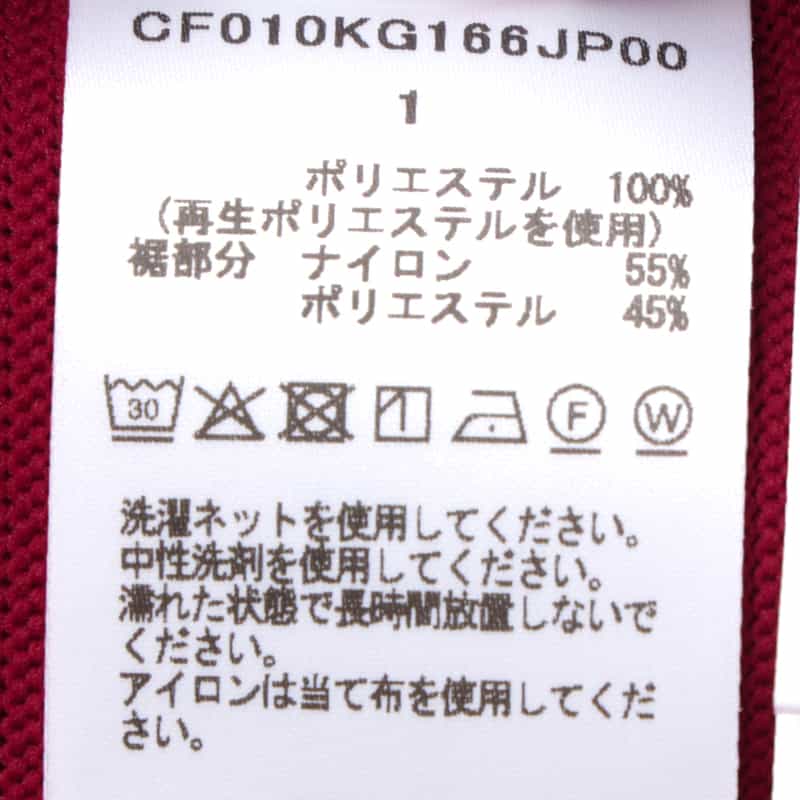 CF010KG166JP00
1
ポリエステル 100%
(再生ポリエステルを使用)
裾部分 ナイロン 55%
ポリエステル 45%
30 F W
洗濯ネットを使用してください。
中性洗剤を使用してください。
濡れた状態で長時間放置しないで
ください。
アイロンは当て布を使用してくだ
さい。